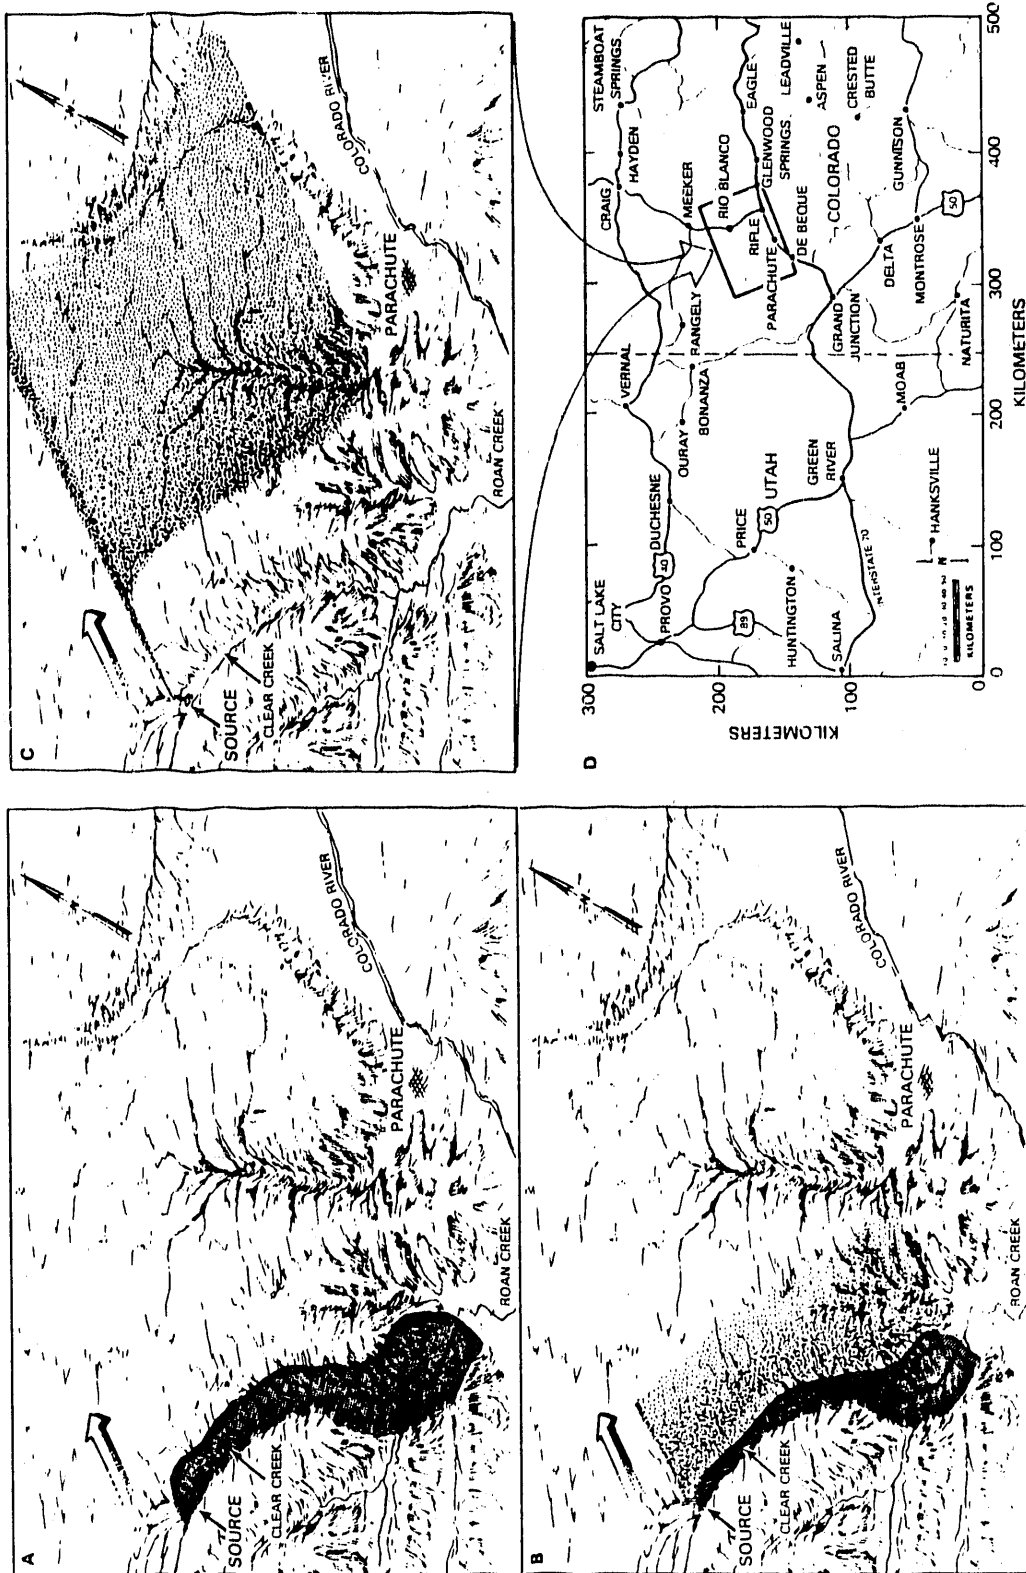 A
SOURCE
CLEAR CREEK
COLORADO RIVER
PARACHUTE
ROAN CREEK
B
SOURCE
CLEAR CREEK
COLORADO RIVER
PARACHUTE
ROAN CREEK
C
SOURCE
CLEAR CREEK
COLORADO RIVER
PARACHUTE
ROAN CREEK
D
300
200
100
0
KILOMETERS
SALT LAKE
CITY
PROVO
40
DUCHESNE
VERNAL
CRAIG
HAYDEN
STEAMBOAT
SPRINGS
OURAY
BONANZA
RANGELY
MEEKER
RIO BLANCO
RIFLE
PARACHUTE
DE BEQUE
GLENWOOD
SPRINGS
EAGLE
LEADVILLE
ASPEN
CRESTED
BUTTE
COLORADO
89
PRICE
50
UTAH
HUNTINGTON
SALINA
GREEN
RIVER
GRAND
JUNCTION
DELTA
MONTROSE
GUNNISON
50
INTERSTATE 70
MOAB
HANKSVILLE
NATURITA
N
KILOMETERS
0
100
200
300
400
500
KILOMETERS